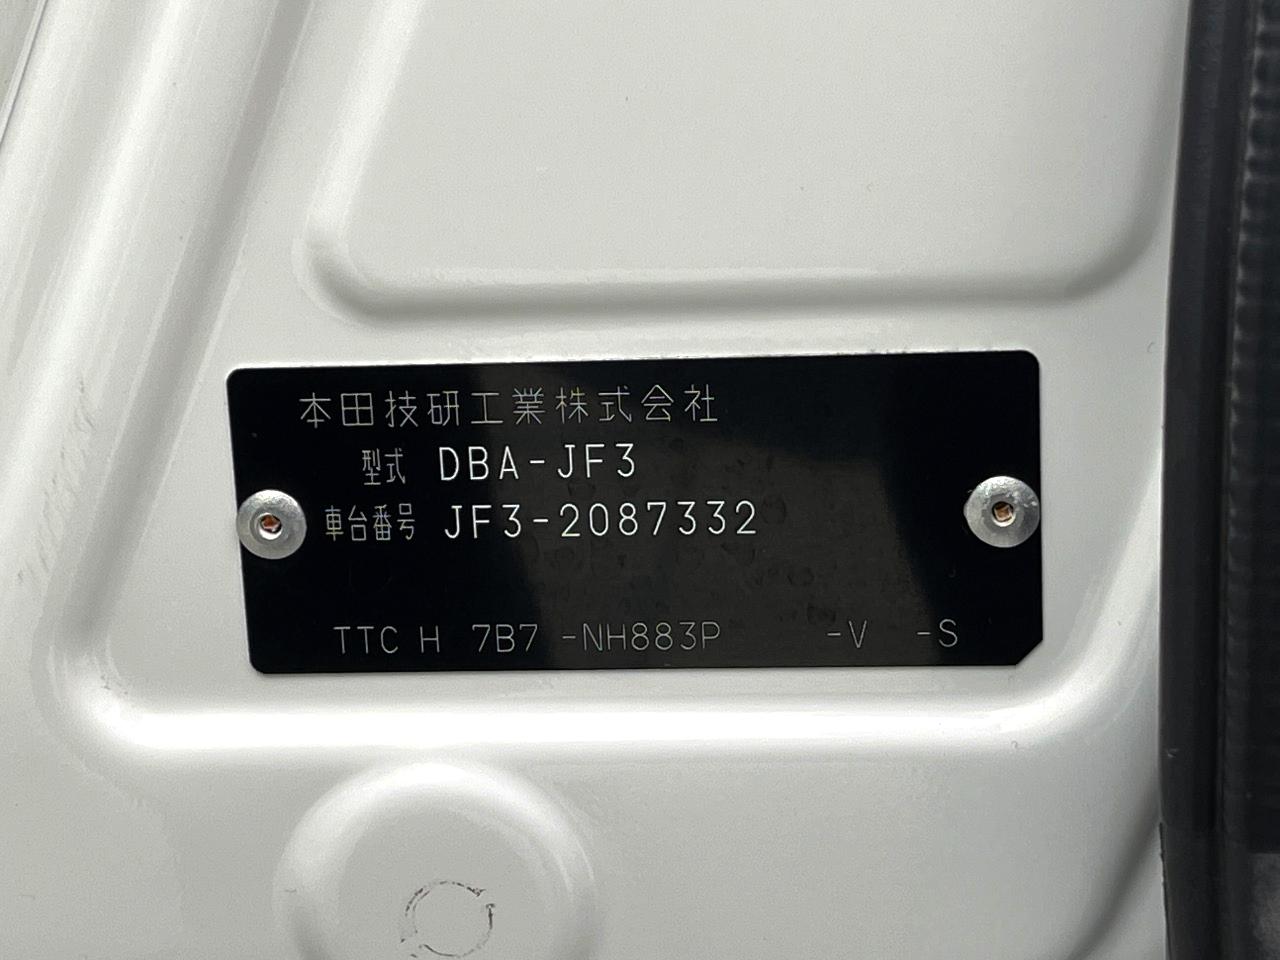 本田技研工業株式会社
型式 DBA-JF3
車台番号 JF3-2087332
TTC H 7B7 -NH883P -V -S